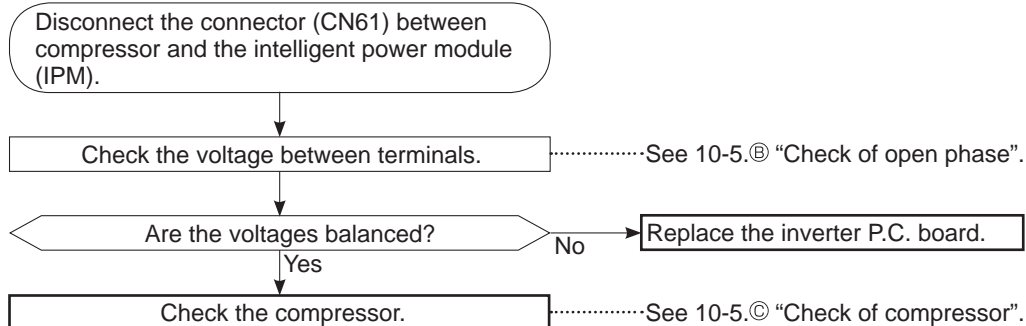 Disconnect the connector (CN61) between
compressor and the intelligent power module
(IPM).
Check the voltage between terminals.
See 10-5.Ⓑ “Check of open phase”.
Are the voltages balanced?
No
Replace the inverter P.C. board.
Yes
Check the compressor.
See 10-5.Ⓒ “Check of compressor”.